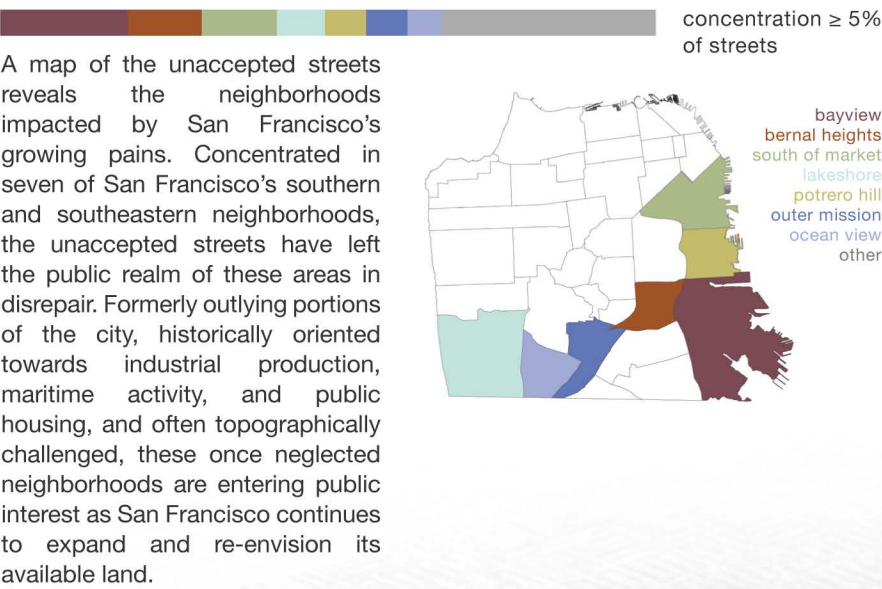 concentration ≥ 5%
of streets
A map of the unaccepted streets
reveals the neighborhoods
impacted by San Francisco's
growing pains. Concentrated in
seven of San Francisco's southern
and southeastern neighborhoods,
the unaccepted streets have left
the public realm of these areas in
disrepair. Formerly outlying portions
of the city, historically oriented
towards industrial production,
maritime activity, and public
housing, and often topographically
challenged, these once neglected
neighborhoods are entering public
interest as San Francisco continues
to expand and re-envision its
available land.
bayview
bernal heights
south of market
lakeshore
potrero hill
outer mission
ocean view
other